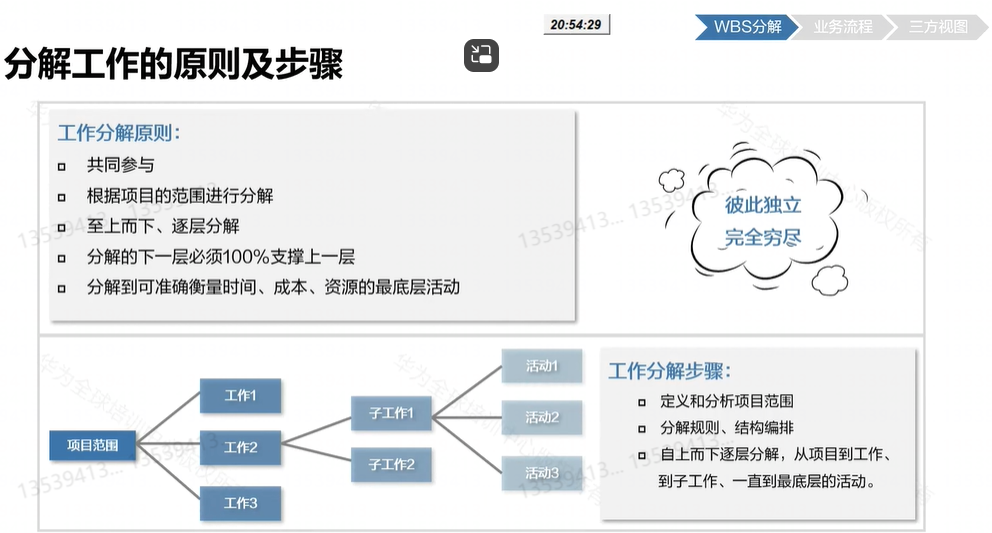 20:54:29
WBS分解
业务流程
三方视图
分解工作的原则及步骤
工作分解原则：
共同参与
根据项目的范围进行分解
至上而下、逐层分解
分解的下一层必须100%支撑上一层
分解到可准确衡量时间、成本、资源的最底层活动
彼此独立
完全穷尽
项目范围
工作1
工作2
工作3
子工作1
子工作2
活动1
活动2
活动3
工作分解步骤：
定义和分析项目范围
分解规则、结构编排
自上而下逐层分解，从项目到工作、
到子工作、一直到最底层的活动。
13539413...
13539413...
13539413...
13539413...